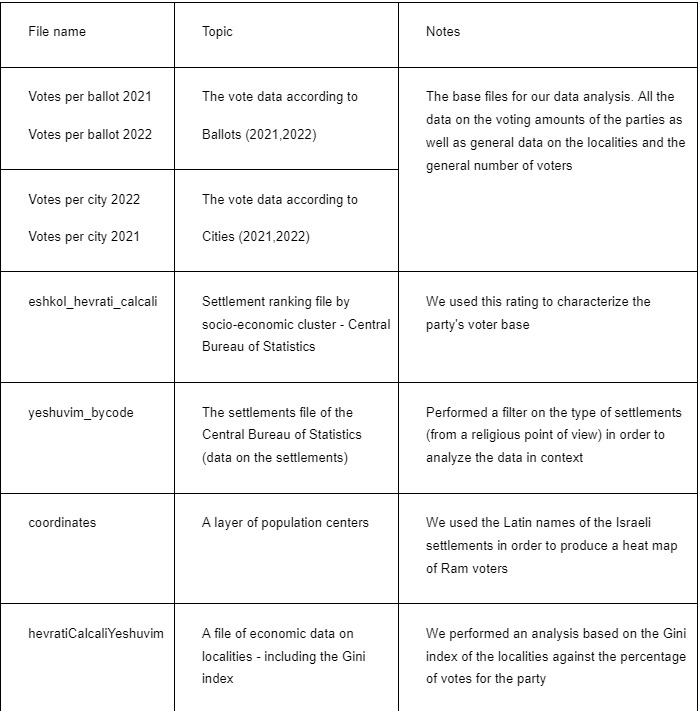 File name
Topic
Notes
Votes per ballot 2021
Votes per ballot 2022
The vote data according to
Ballots (2021,2022)
The base files for our data analysis. All the
data on the voting amounts of the parties as
well as general data on the localities and the
general number of voters
Votes per city 2022
Votes per city 2021
The vote data according to
Cities (2021,2022)
eshkol_hevrati_calcali
Settlement ranking file by
socio-economic cluster - Central
Bureau of Statistics
We used this rating to characterize the
party's voter base
yeshuvim_bycode
The settlements file of the
Central Bureau of Statistics
(data on the settlements)
Performed a filter on the type of settlements
(from a religious point of view) in order to
analyze the data in context
coordinates
A layer of population centers
We used the Latin names of the Israeli
settlements in order to produce a heat map
of Ram voters
hevratiCalcaliYeshuvim
A file of economic data on
localities - including the Gini
index
We performed an analysis based on the Gini
index of the localities against the percentage
of votes for the party